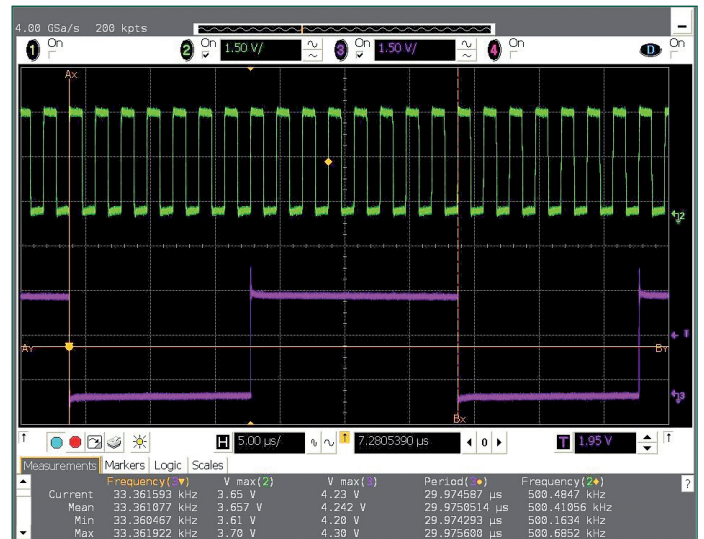 4.00 GSa/s 200 kpts
1 On 2 On 1.50 V/ 3 On 1.50 V/ 4 On D On
Ax
2
T
Ay By
3
Bx
H 5.00 µs/ 7.2805390 µs 0 T 1.95 V
Measurements Markers Logic Scales
Frequency(3) V max(2) V max(3) Period(3) Frequency(2) ?
Current 33.361593 kHz 3.65 V 4.23 V 29.974587 µs 500.4847 kHz
Mean 33.361077 kHz 3.657 V 4.242 V 29.9750514 µs 500.41056 kHz
Min 33.360467 kHz 3.61 V 4.20 V 29.974293 µs 500.1634 kHz
Max 33.361922 kHz 3.70 V 4.30 V 29.975600 µs 500.6852 kHz